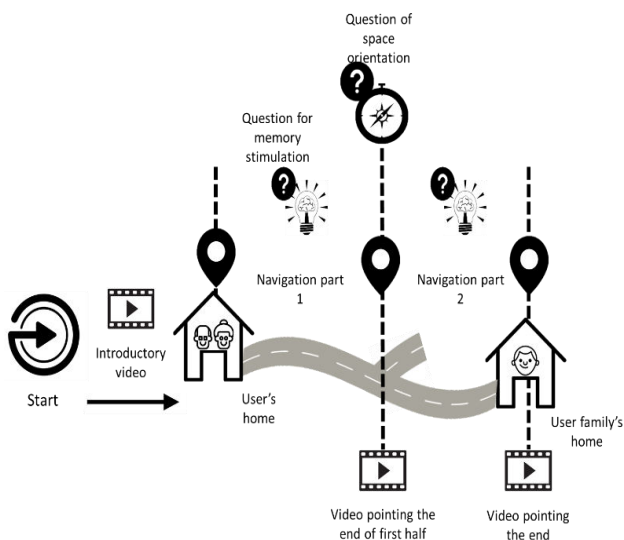 Question of
space
orientation
?
Question for
memory
stimulation
?
?
Navigation part
1
Navigation part
2
Introductory
video
Start
User's
home
User family's
home
Video pointing the
end of first half
Video pointing
the end